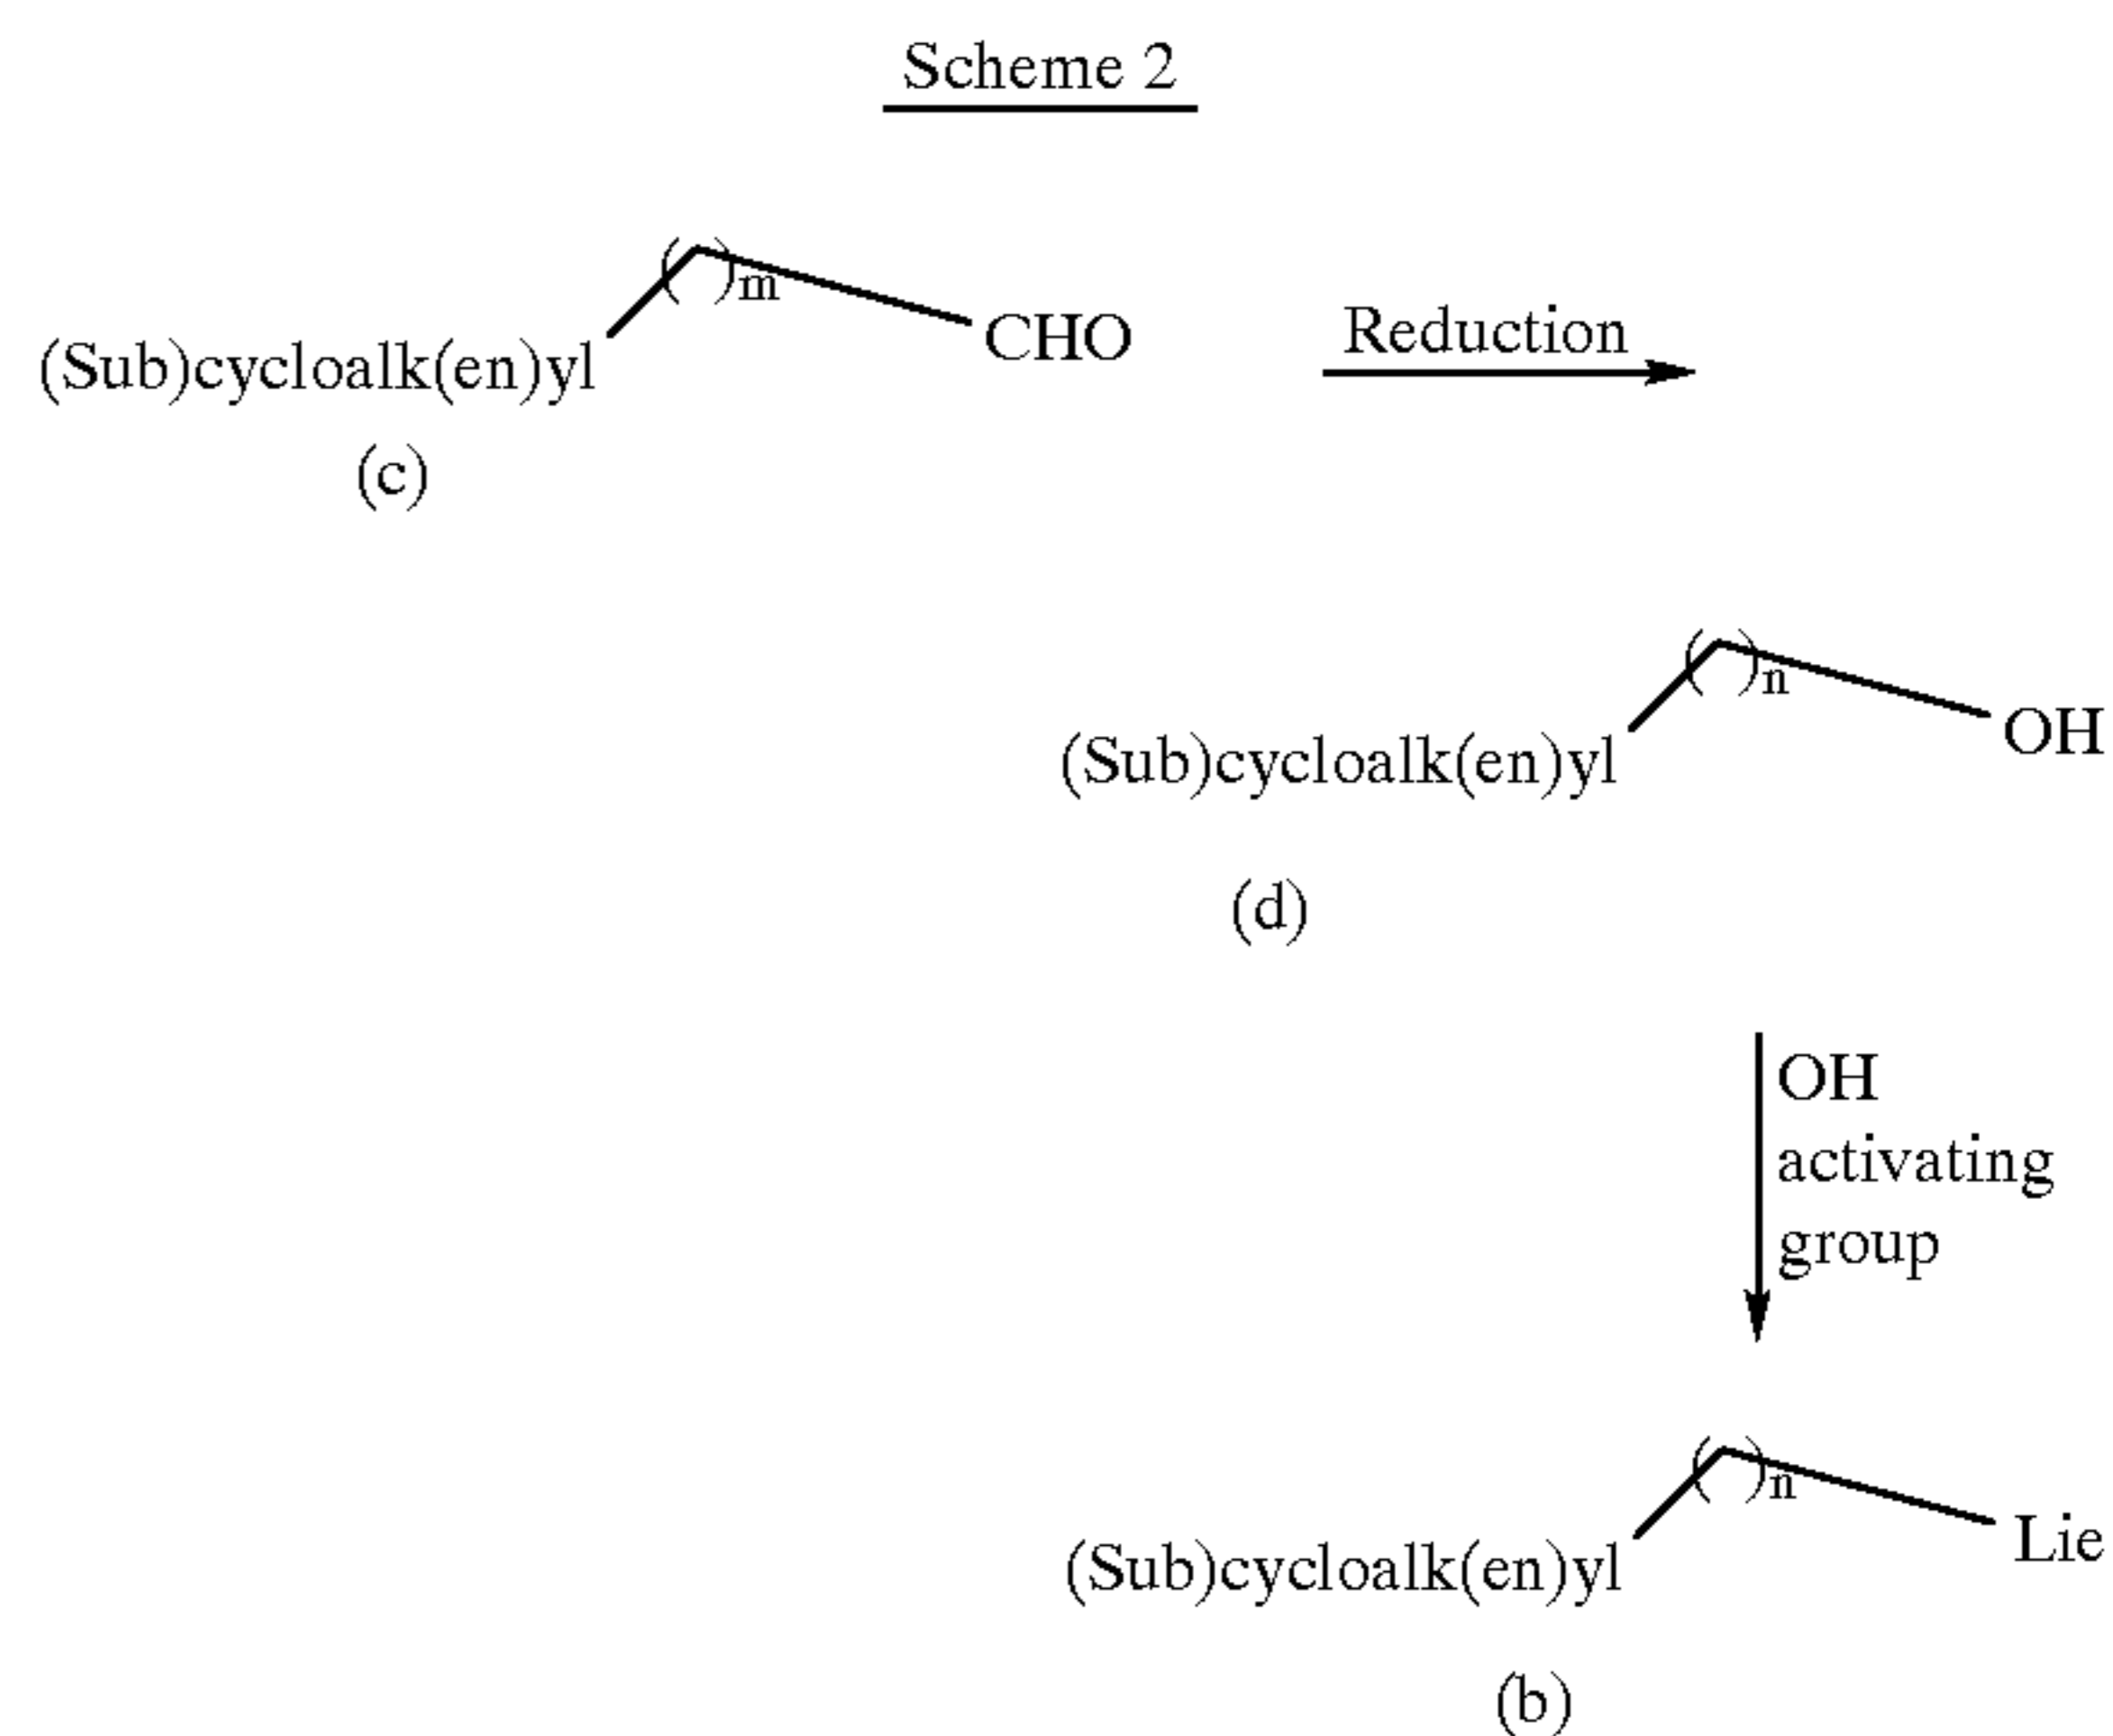 Scheme 2
( )m
CHO
(Sub)cycloalk(en)yl
Reduction
(c)
( )n
OH
(Sub)cycloalk(en)yl
(d)
OH
activating
group
( )n
Lie
(Sub)cycloalk(en)yl
(b)